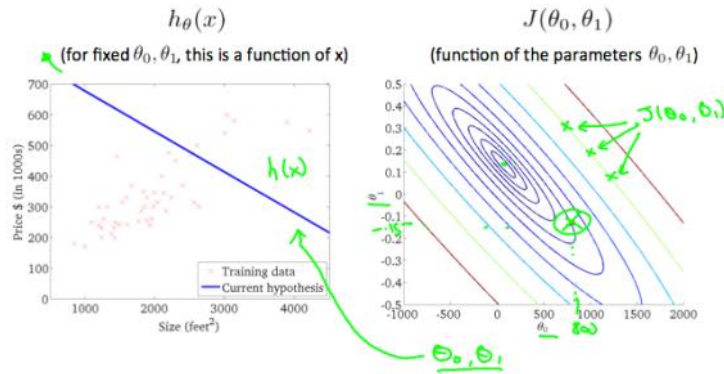 hθ(x)
(for fixed θ₀, θ₁, this is a function of x)
Price $ (in 1000s)
700
600
500
400
300
200
100
0
h(x)
Training data
Current hypothesis
1000
2000
3000
4000
Size (feet²)
θ₀, θ₁
J(θ₀, θ₁)
(function of the parameters θ₀, θ₁)
θ₁
0.5
0.4
0.3
0.2
0.1
0
-0.1
-.15
-0.2
-0.3
-0.4
-0.5
J(θ₀, θ₁)
-1000
-500
0
500
1000
1500
2000
θ₀
800